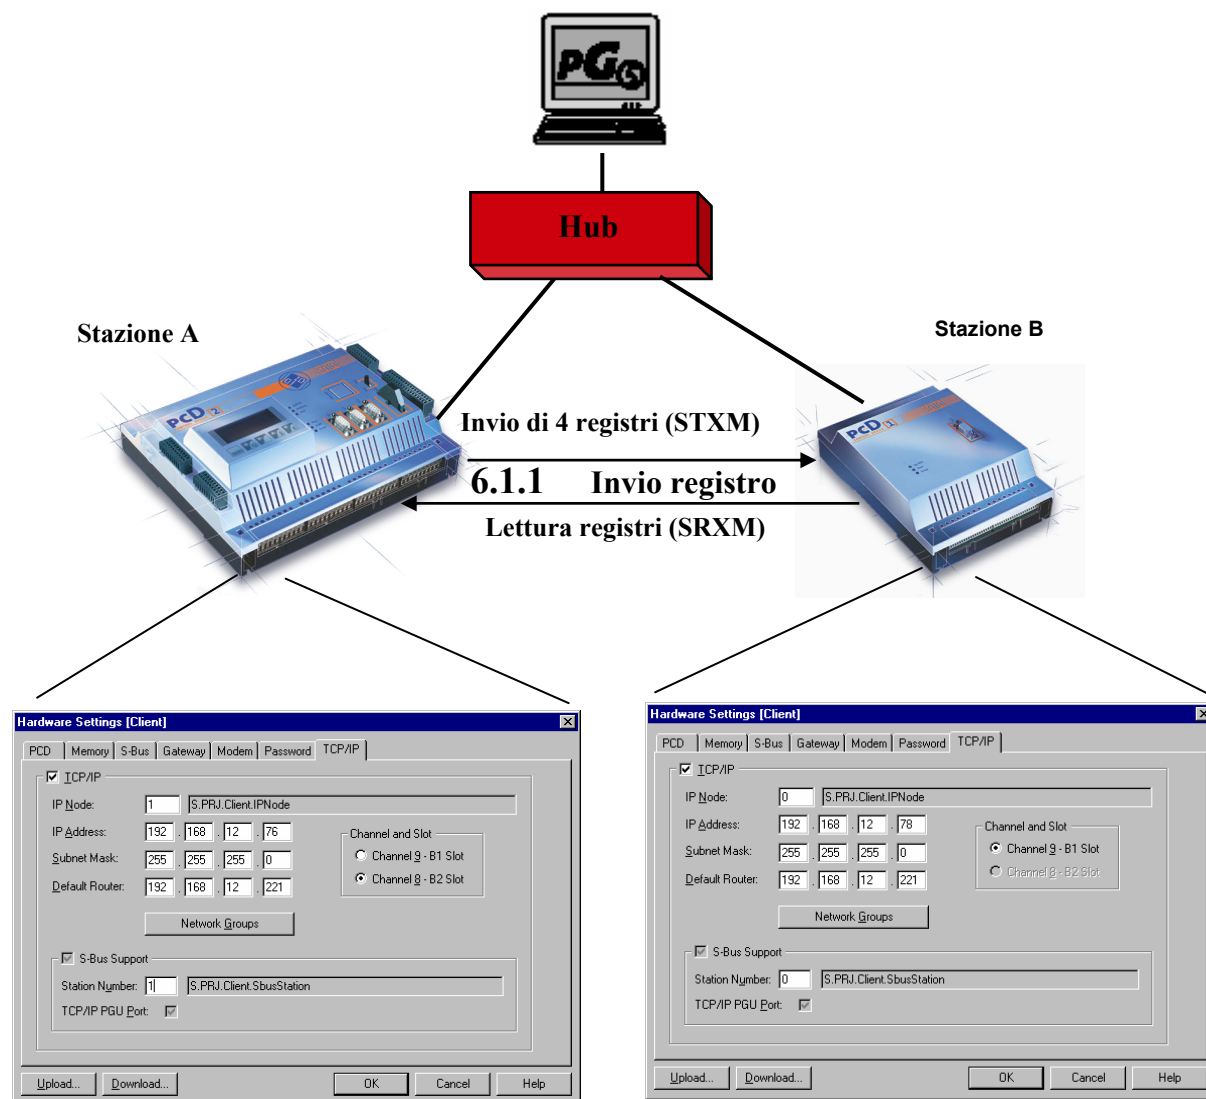 PG5
Hub
Stazione A
Stazione B
PCD [2]
PCD [1]
Invio di 4 registri (STXM)
6.1.1 Invio registro
Lettura registri (SRXM)
Hardware Settings [Client]
PCD Memory S-Bus Gateway Modem Password TCP/IP
TCP/IP
IP Node: 1 S.PRJ.Client.IPNode
IP Address: 192 . 168 . 12 . 76
Subnet Mask: 255 . 255 . 255 . 0
Default Router: 192 . 168 . 12 . 221
Channel and Slot
Channel 9 - B1 Slot
Channel 8 - B2 Slot
Network Groups
S-Bus Support
Station Number: 1 S.PRJ.Client.SbusStation
TCP/IP PGU Port:
Upload... Download... OK Cancel Help
Hardware Settings [Client]
PCD Memory S-Bus Gateway Modem Password TCP/IP
TCP/IP
IP Node: 0 S.PRJ.Client.IPNode
IP Address: 192 . 168 . 12 . 78
Subnet Mask: 255 . 255 . 255 . 0
Default Router: 192 . 168 . 12 . 221
Channel and Slot
Channel 9 - B1 Slot
Channel 8 - B2 Slot
Network Groups
S-Bus Support
Station Number: 0 S.PRJ.Client.SbusStation
TCP/IP PGU Port:
Upload... Download... OK Cancel Help